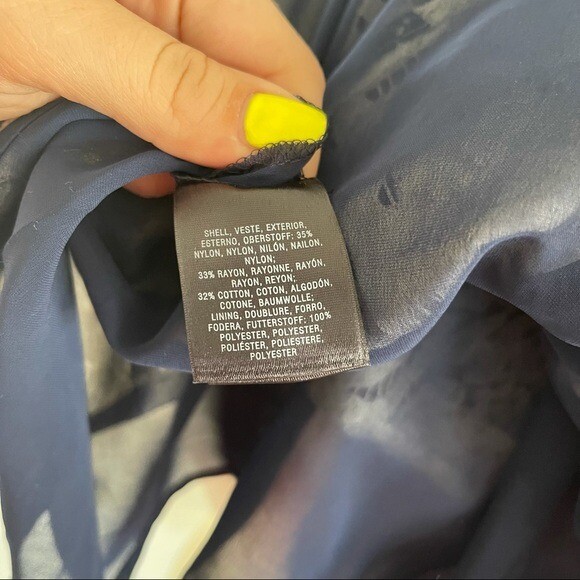 SHELL, VESTE, EXTERIOR,
ESTERNO, OBERSTOFF: 35%
NYLON, NYLON, NILÓN, NAILON,
NYLON;
33% RAYON, RAYONNE, RAYÓN,
RAYON, REYON;
32% COTTON, COTON, ALGODÓN,
COTONE, BAUMWOLLE;
LINING, DOUBLURE, FORRO,
FODERA, FUTTERSTOFF: 100%
POLYESTER, POLYESTER,
POLIÉSTER, POLIESTERE,
POLYESTER